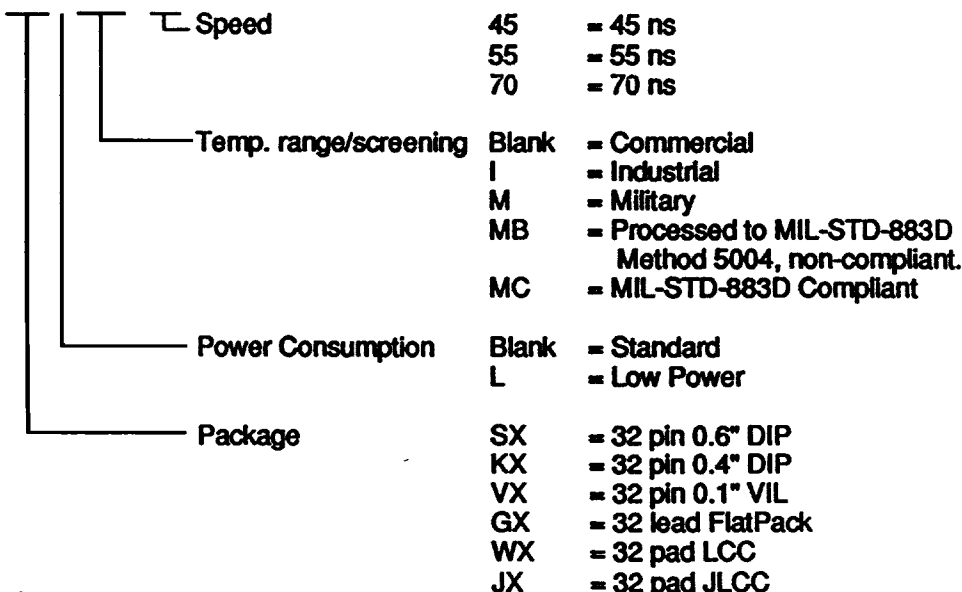 Speed 45 = 45 ns
55 = 55 ns
70 = 70 ns
Temp. range/screening Blank = Commercial
I = Industrial
M = Military
MB = Processed to MIL-STD-883D
Method 5004, non-compliant.
MC = MIL-STD-883D Compliant
Power Consumption Blank = Standard
L = Low Power
Package SX = 32 pin 0.6" DIP
KX = 32 pin 0.4" DIP
VX = 32 pin 0.1" VIL
GX = 32 lead FlatPack
WX = 32 pad LCC
JX = 32 pad JLCC